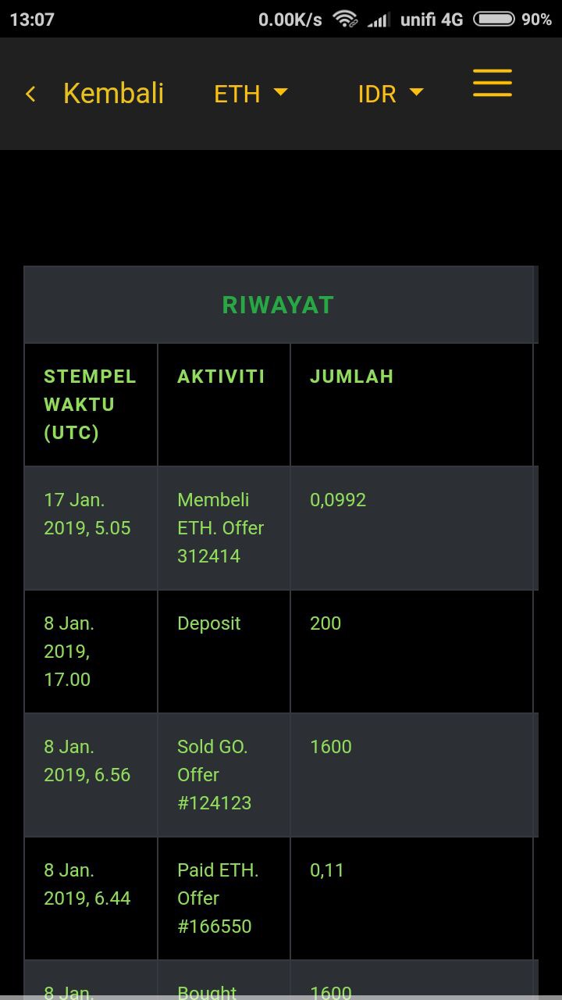 13:07 0.00K/s unifi 4G 90%
Kembali ETH IDR
RIWAYAT
STEMPEL WAKTU (UTC) AKTIVITI JUMLAH
17 Jan. 2019, 5.05 Membeli ETH. Offer 312414 0,0992
8 Jan. 2019, 17.00 Deposit 200
8 Jan. 2019, 6.56 Sold GO. Offer #124123 1600
8 Jan. 2019, 6.44 Paid ETH. Offer #166550 0,11
8 Jan. Bought 1600